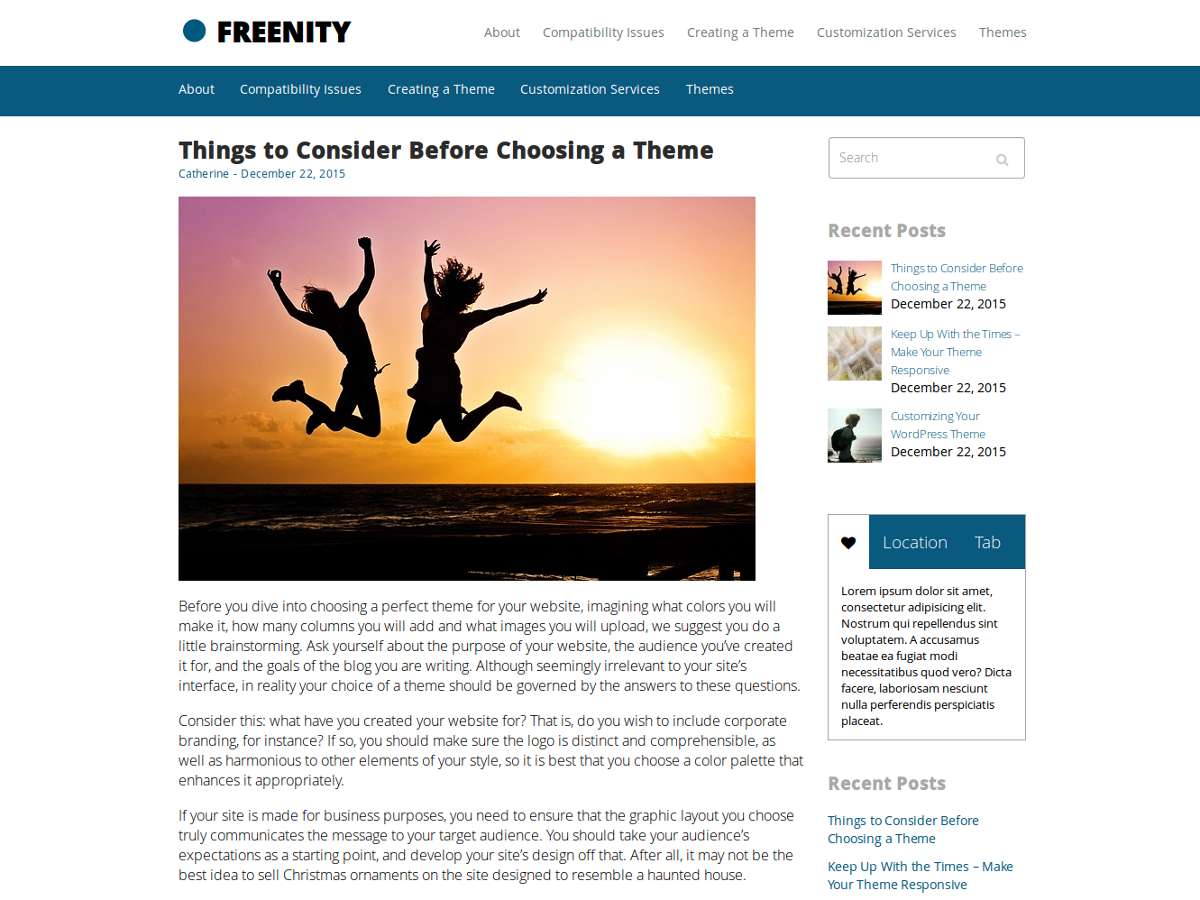 FREENITY
About Compatibility Issues Creating a Theme Customization Services Themes
About Compatibility Issues Creating a Theme Customization Services Themes
Things to Consider Before Choosing a Theme
Catherine - December 22, 2015
Before you dive into choosing a perfect theme for your website, imagining what colors you will
make it, how many columns you will add and what images you will upload, we suggest you do a
little brainstorming. Ask yourself about the purpose of your website, the audience you’ve created
it for, and the goals of the blog you are writing. Although seemingly irrelevant to your site’s
interface, in reality your choice of a theme should be governed by the answers to these questions.
Consider this: what have you created your website for? That is, do you wish to include corporate
branding, for instance? If so, you should make sure the logo is distinct and comprehensible, as
well as harmonious to other elements of your style, so it is best that you choose a color palette that
enhances it appropriately.
If your site is made for business purposes, you need to ensure that the graphic layout you choose
truly communicates the message to your target audience. You should take your audience’s
expectations as a starting point, and develop your site’s design off that. After all, it may not be the
best idea to sell Christmas ornaments on the site designed to resemble a haunted house.
Search
Recent Posts
Things to Consider Before
Choosing a Theme
December 22, 2015
Keep Up With the Times –
Make Your Theme
Responsive
December 22, 2015
Customizing Your
WordPress Theme
December 22, 2015
Location Tab
Lorem ipsum dolor sit amet,
consectetur adipisicing elit.
Nostrum qui repellendus sint
voluptatem. A accusamus
beatae ea fugiat modi
necessitatibus quod vero? Dicta
facere, laboriosam nesciunt
nulla perferendis perspiciatis
placeat.
Recent Posts
Things to Consider Before
Choosing a Theme
Keep Up With the Times – Make
Your Theme Responsive